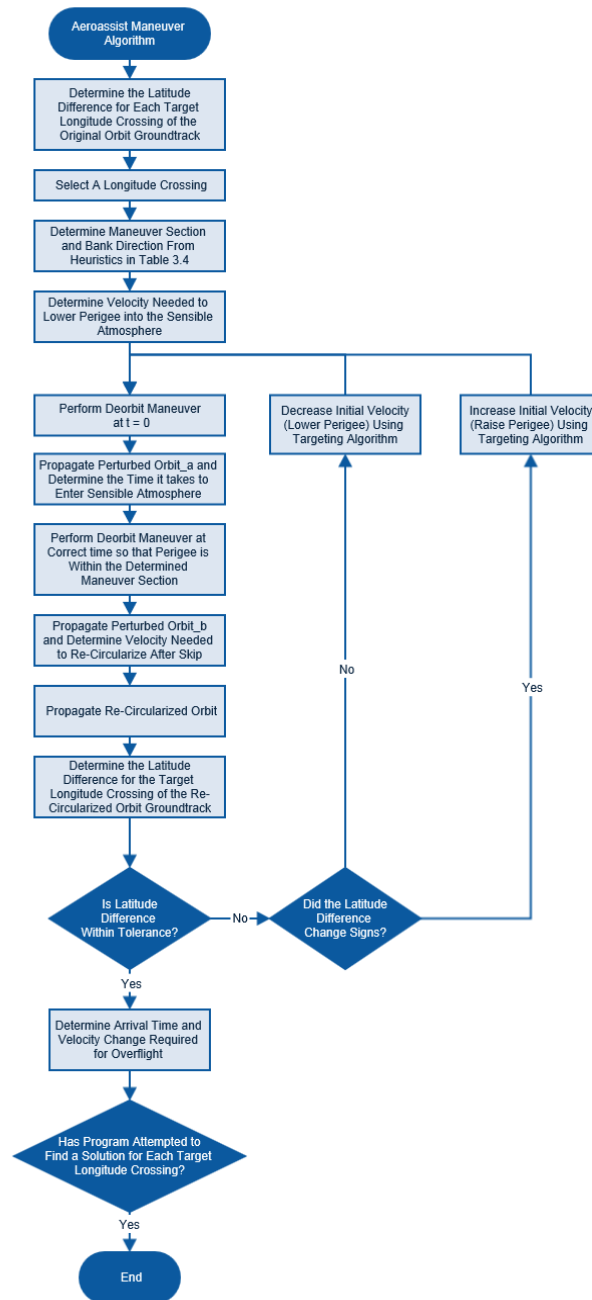 Aeroassist Maneuver
Algorithm
Determine the Latitude
Difference for Each Target
Longitude Crossing of the
Original Orbit Groundtrack
Select A Longitude Crossing
Determine Maneuver Section
and Bank Direction From
Heuristics in Table 3.4
Determine Velocity Needed to
Lower Perigee into the Sensible
Atmosphere
Perform Deorbit Maneuver
at t = 0
Decrease Initial Velocity
(Lower Perigee) Using
Targeting Algorithm
Increase Initial Velocity
(Raise Perigee) Using
Targeting Algorithm
Propagate Perturbed Orbit_a and
Determine the Time it takes to
Enter Sensible Atmosphere
Perform Deorbit Maneuver at
Correct time so that Perigee is
Within the Determined
Maneuver Section
Propagate Perturbed Orbit_b
and Determine Velocity Needed
to Re-Circularize After Skip
No
Yes
Propagate Re-Circularized Orbit
Determine the Latitude
Difference for the Target
Longitude Crossing of the Re-
Circularized Orbit Groundtrack
Is Latitude
Difference
Within Tolerance?
No
Did the Latitude
Difference
Change Signs?
Yes
Determine Arrival Time and
Velocity Change Required
for Overflight
Has Program Attempted to
Find a Solution for Each Target
Longitude Crossing?
Yes
End